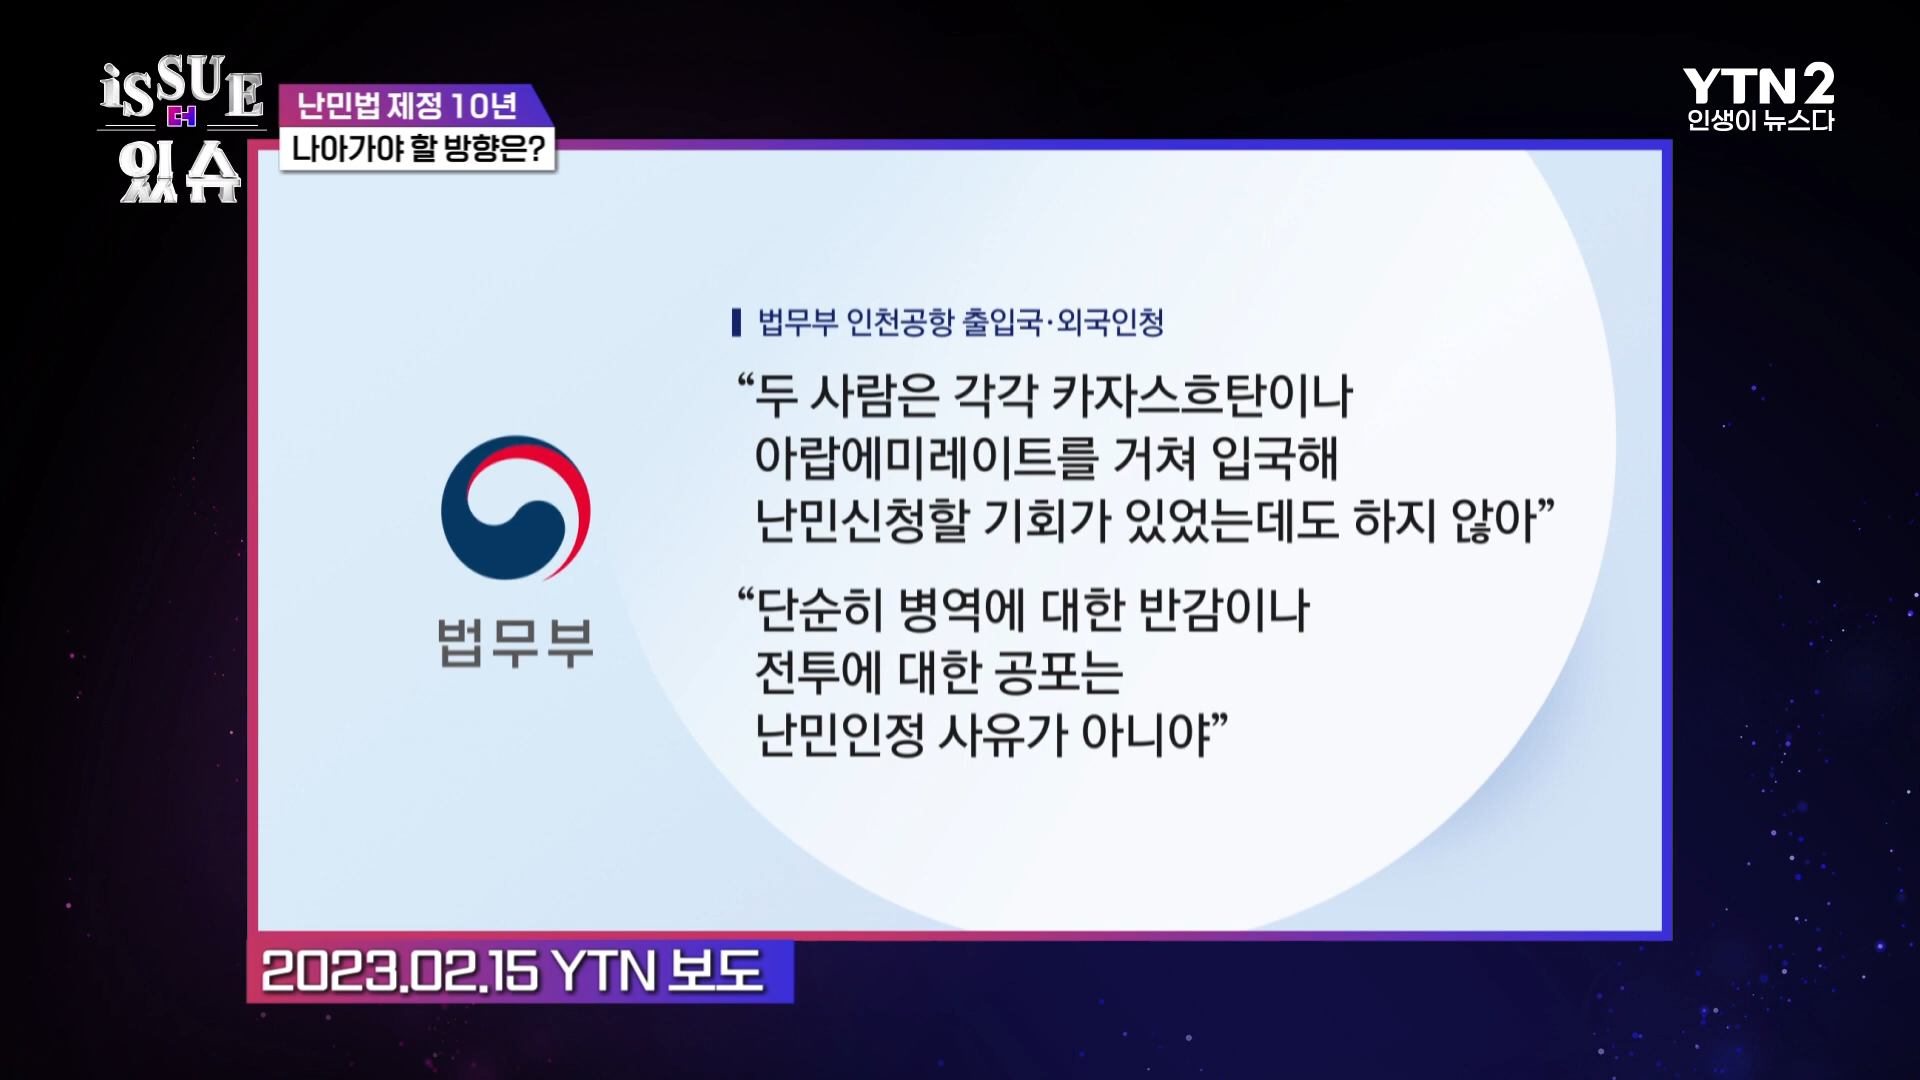 iSSUE
더
있슈
난민법 제정 10년
나아가야 할 방향은?
YTN2
인생이 뉴스다
법무부 인천공항 출입국·외국인청
“두 사람은 각각 카자스흐탄이나
아랍에미레이트를 거쳐 입국해
난민신청할 기회가 있었는데도 하지 않아”
“단순히 병역에 대한 반감이나
전투에 대한 공포는
난민인정 사유가 아니야”
법무부
2023.02.15 YTN 보도